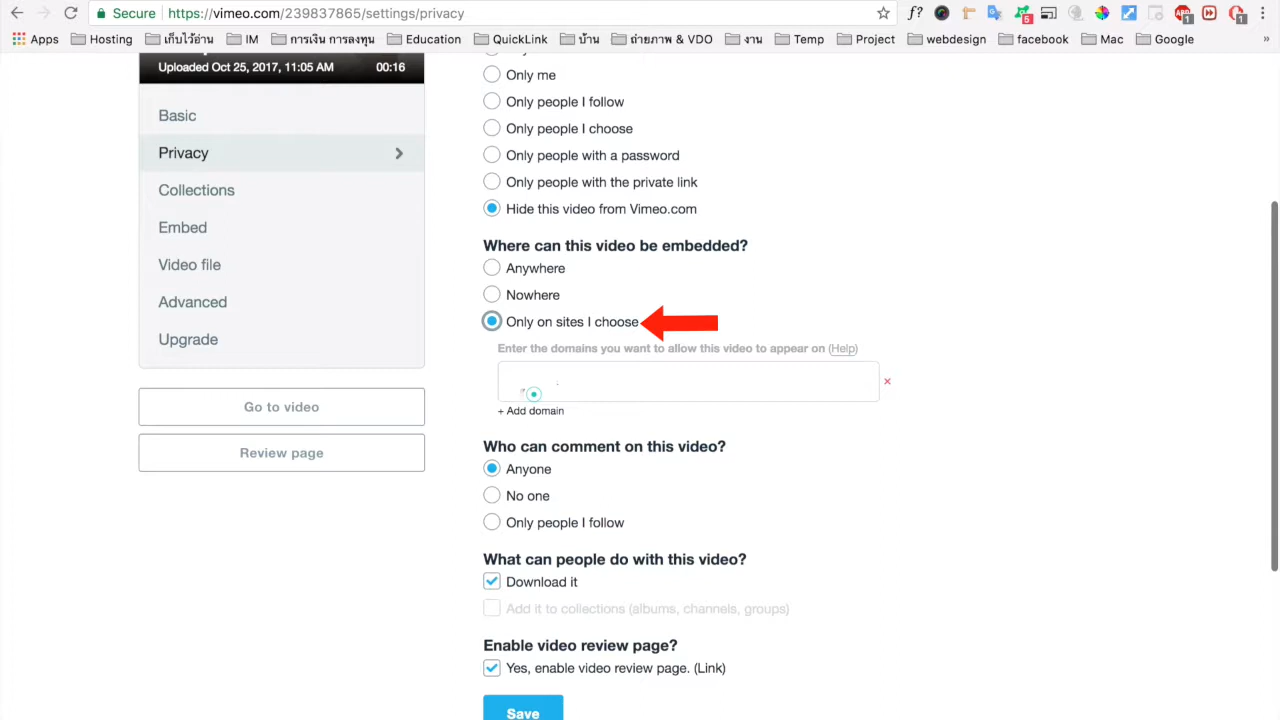 Secure https://vimeo.com/239837865/settings/privacy
f?
5
1
1
Apps Hosting เก็บไว้อ่าน IM การเงิน การลงทุน Education QuickLink บ้าน ถ่ายภาพ & VDO งาน Temp Project webdesign facebook Mac Google »
Uploaded Oct 25, 2017, 11:05 AM 00:16
Basic
Privacy
Collections
Embed
Video file
Advanced
Upgrade
Go to video
Review page
Only me
Only people I follow
Only people I choose
Only people with a password
Only people with the private link
Hide this video from Vimeo.com
Where can this video be embedded?
Anywhere
Nowhere
Only on sites I choose
Enter the domains you want to allow this video to appear on (Help)
+ Add domain
Who can comment on this video?
Anyone
No one
Only people I follow
What can people do with this video?
Download it
Add it to collections (albums, channels, groups)
Enable video review page?
Yes, enable video review page. (Link)
Save